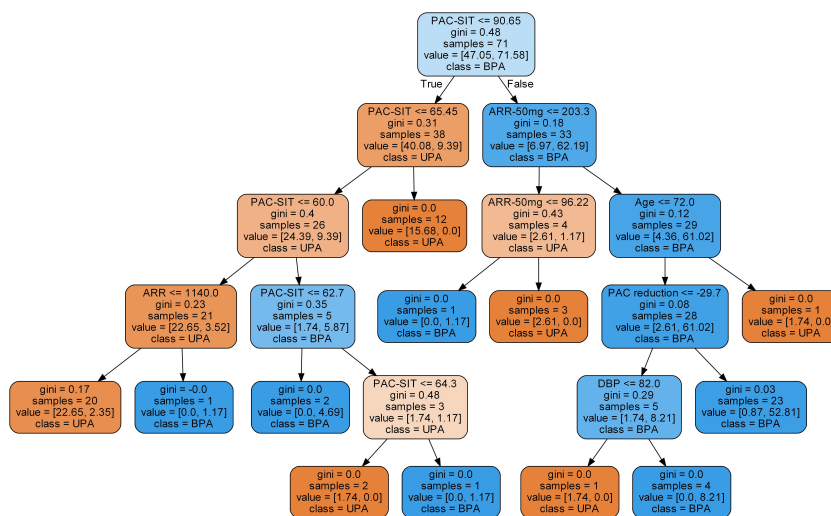 PAC-SIT <= 90.65
gini = 0.48
samples = 71
value = [47.05, 71.58]
class = BPA
True
False
PAC-SIT <= 65.45
gini = 0.31
samples = 38
value = [40.08, 9.39]
class = UPA
ARR-50mg <= 203.3
gini = 0.18
samples = 33
value = [6.97, 62.19]
class = BPA
PAC-SIT <= 60.0
gini = 0.4
samples = 26
value = [24.39, 9.39]
class = UPA
gini = 0.0
samples = 12
value = [15.68, 0.0]
class = UPA
ARR-50mg <= 96.22
gini = 0.43
samples = 4
value = [2.61, 1.17]
class = UPA
Age <= 72.0
gini = 0.12
samples = 29
value = [4.36, 61.02]
class = BPA
ARR <= 1140.0
gini = 0.23
samples = 21
value = [22.65, 3.52]
class = UPA
PAC-SIT <= 62.7
gini = 0.35
samples = 5
value = [1.74, 5.87]
class = BPA
gini = 0.0
samples = 1
value = [0.0, 1.17]
class = BPA
gini = 0.0
samples = 3
value = [2.61, 0.0]
class = UPA
PAC reduction <= -29.7
gini = 0.08
samples = 28
value = [2.61, 61.02]
class = BPA
gini = 0.0
samples = 1
value = [1.74, 0.0
class = UPA
gini = 0.17
samples = 20
value = [22.65, 2.35]
class = UPA
gini = -0.0
samples = 1
value = [0.0, 1.17]
class = BPA
gini = 0.0
samples = 2
value = [0.0, 4.69]
class = BPA
PAC-SIT <= 64.3
gini = 0.48
samples = 3
value = [1.74, 1.17]
class = UPA
DBP <= 82.0
gini = 0.29
samples = 5
value = [1.74, 8.21]
class = BPA
gini = 0.03
samples = 23
value = [0.87, 52.81]
class = BPA
gini = 0.0
samples = 2
value = [1.74, 0.0]
class = UPA
gini = 0.0
samples = 1
value = [0.0, 1.17]
class = BPA
gini = 0.0
samples = 1
value = [1.74, 0.0]
class = UPA
gini = 0.0
samples = 4
value = [0.0, 8.21]
class = BPA